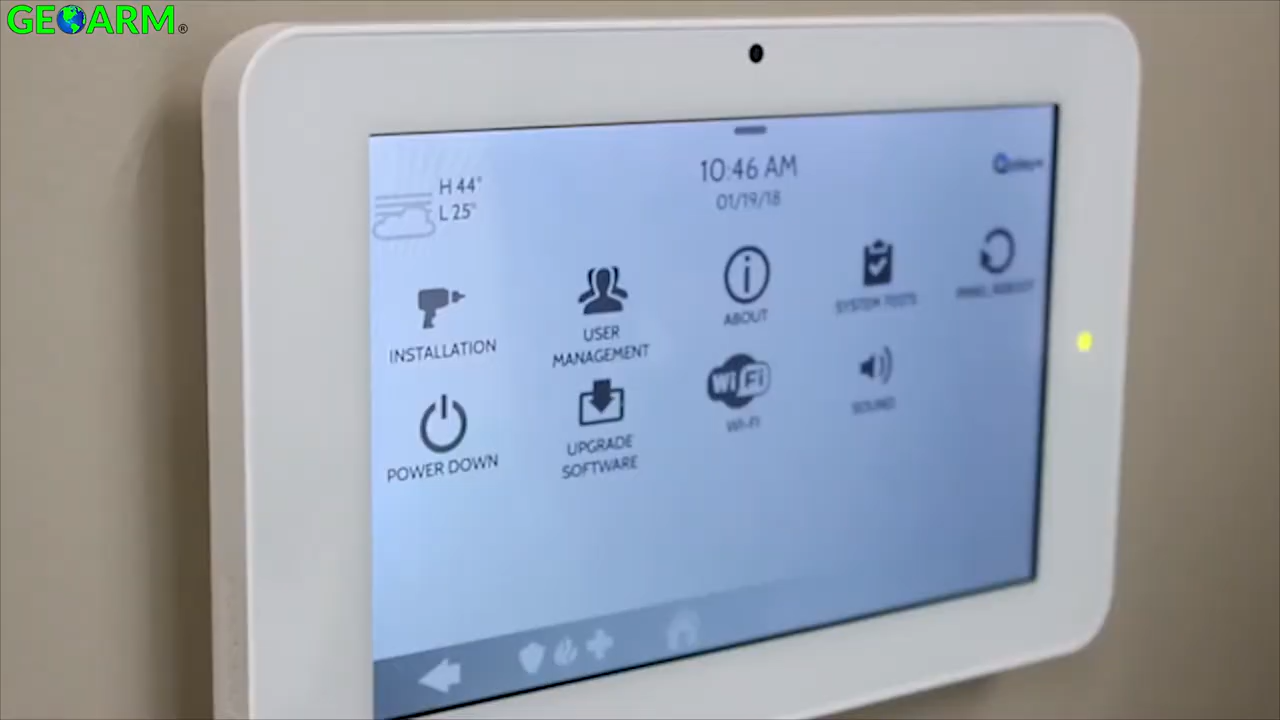 GEOARM®
H 44°
L 25°
10:46 AM
01/19/18
INSTALLATION
USER
MANAGEMENT
ABOUT
SYSTEM TESTS
PANEL REBOOT
POWER DOWN
UPGRADE
SOFTWARE
WiFi
WI-FI
SOUND